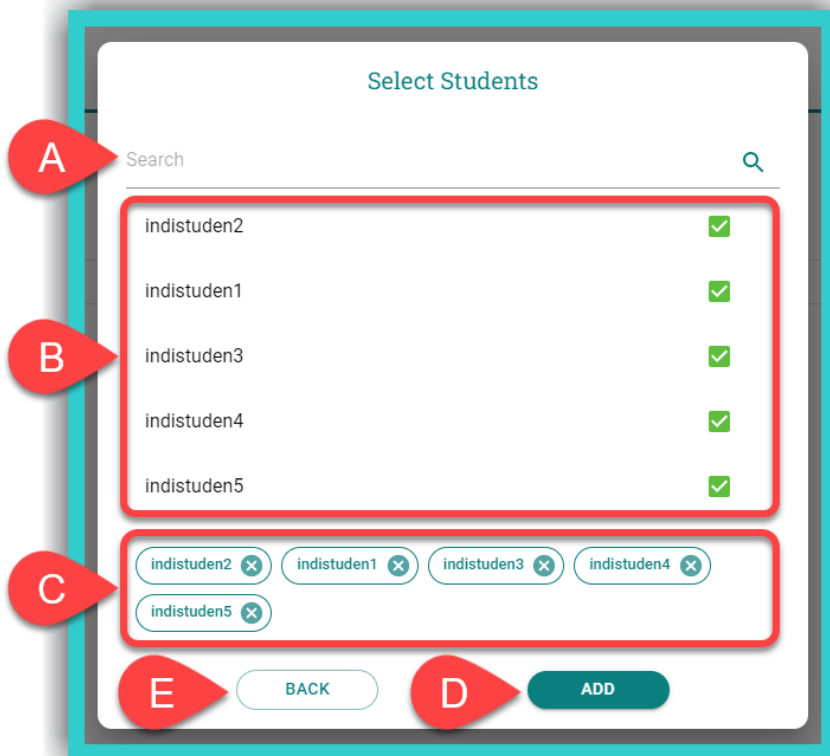 Select Students
A
Search
indistuden2
indistuden1
B
indistuden3
indistuden4
indistuden5
C
indistuden2 indistuden1 indistuden3 indistuden4
indistuden5
E BACK D ADD